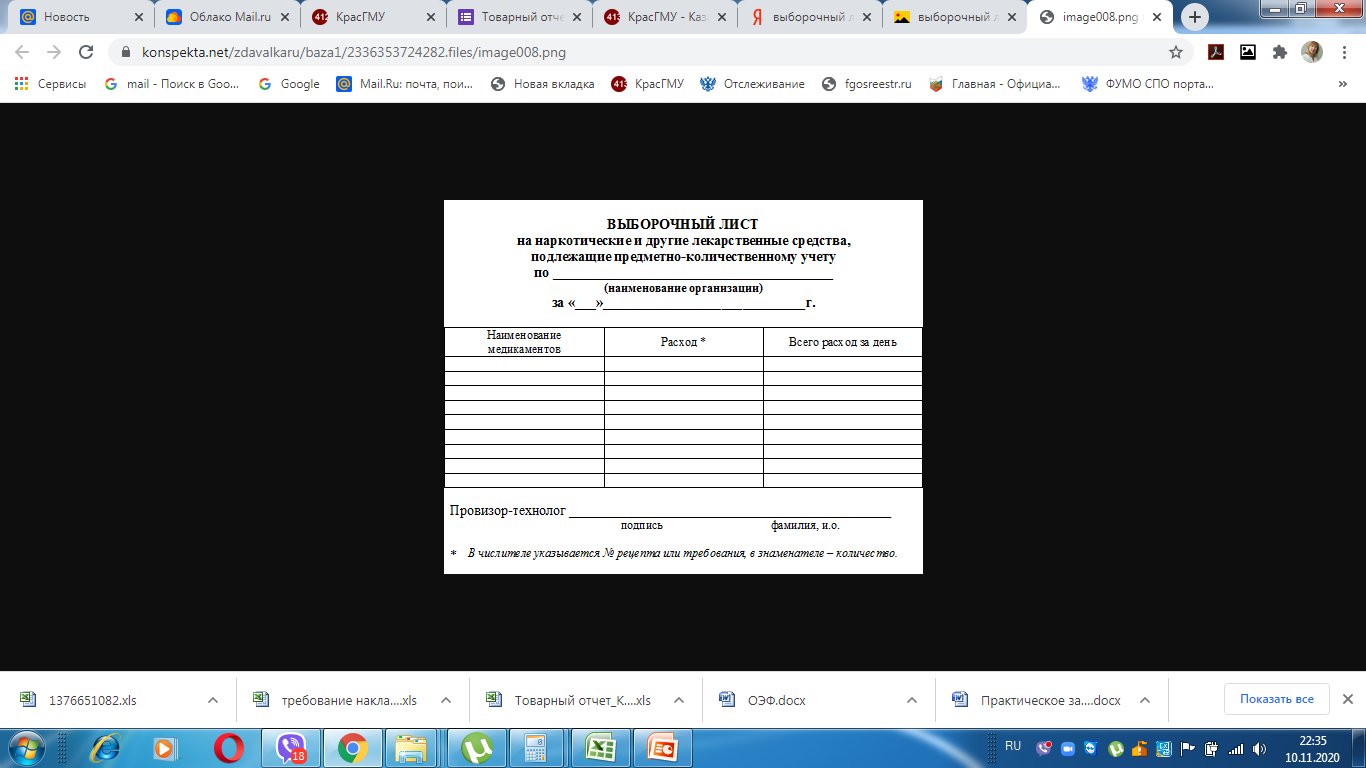 Новость
Облако Mail.ru
КрасГМУ
Товарный отче
КрасГМУ - Каз
выборочный л
выборочный л
image008.png
konspekta.net/zdavalkaru/baza1/2336353724282.files/image008.png
Сервисы
mail - Поиск в Goo...
Google
Mail.Ru: почта, пои...
Новая вкладка
КрасГМУ
Отслеживание
fgosreestr.ru
Главная - Официа...
ФУМО СПО порта...
»
ВЫБОРОЧНЫЙ ЛИСТ
на наркотические и другие лекарственные средства,
подлежащие предметно-количественному учету
по ________________________________________
(наименование организации)
за «___»_____________________________г.
Наименование
медикаментов
Расход *
Всего расход за день
Провизор-технолог ______________________________________________
подпись фамилия, и.о.
* В числителе указывается № рецепта или требования, в знаменателе – количество.
1376651082.xls
требование накла....xls
Товарный отчет_К....xls
ОЭФ.docx
Практическое за....docx
Показать все
18
RU
22:35
10.11.2020